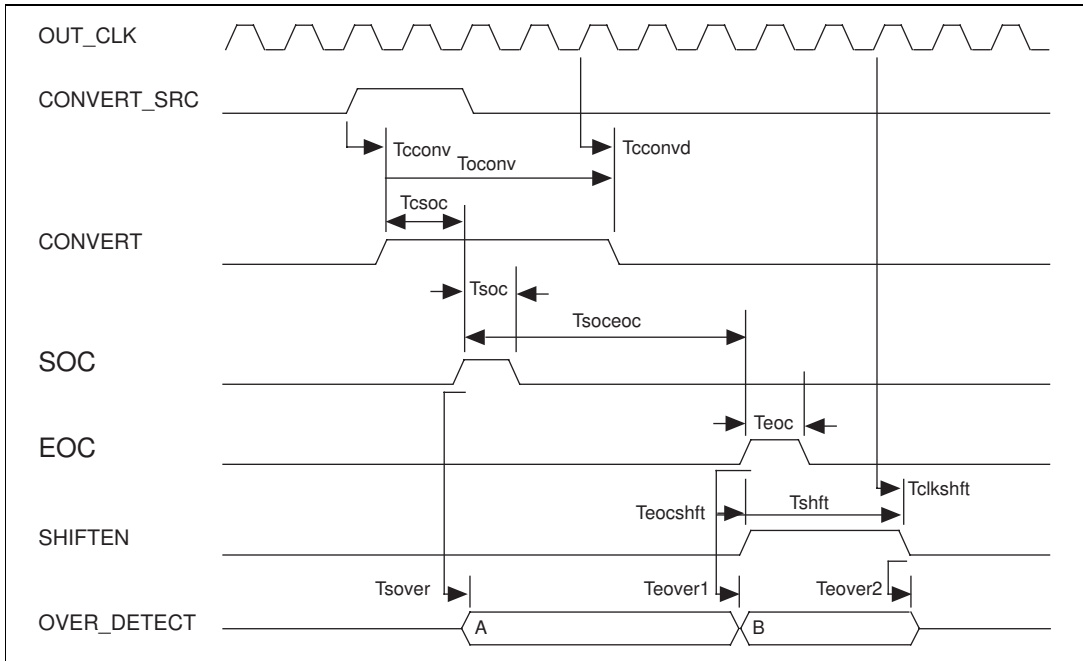 OUT_CLK
CONVERT_SRC
Tcconv
Tcconvd
Toconv
Tcsoc
CONVERT
Tsoc
Tsoceoc
SOC
Teoc
EOC
Tclkshft
Tshft
Teocshft
SHIFTEN
Tsover
Teover1
Teover2
OVER_DETECT
A
B